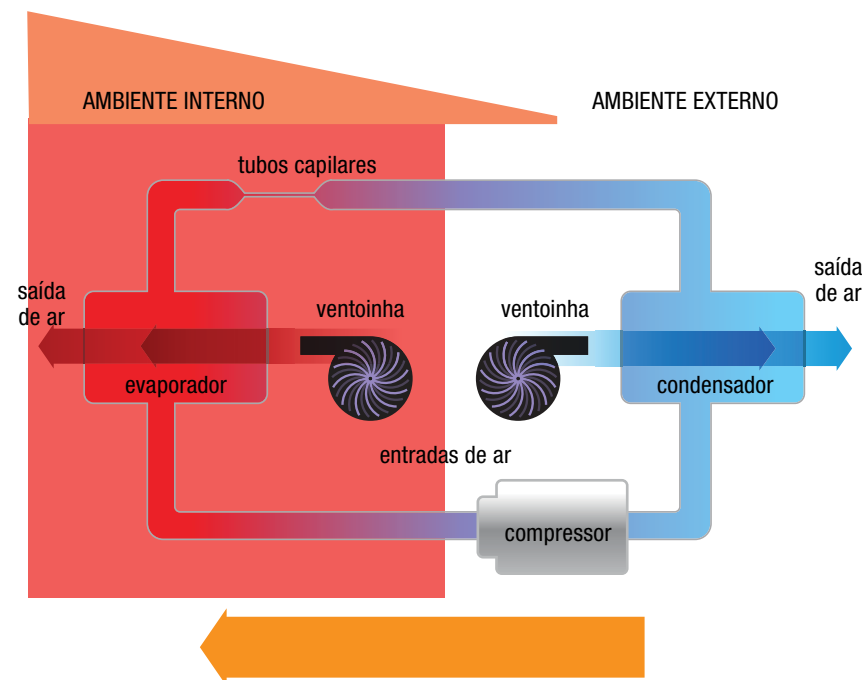 AMBIENTE INTERNO
AMBIENTE EXTERNO
tubos capilares
saída
de ar
ventoinha
ventoinha
saída
de ar
evaporador
condensador
entradas de ar
compressor